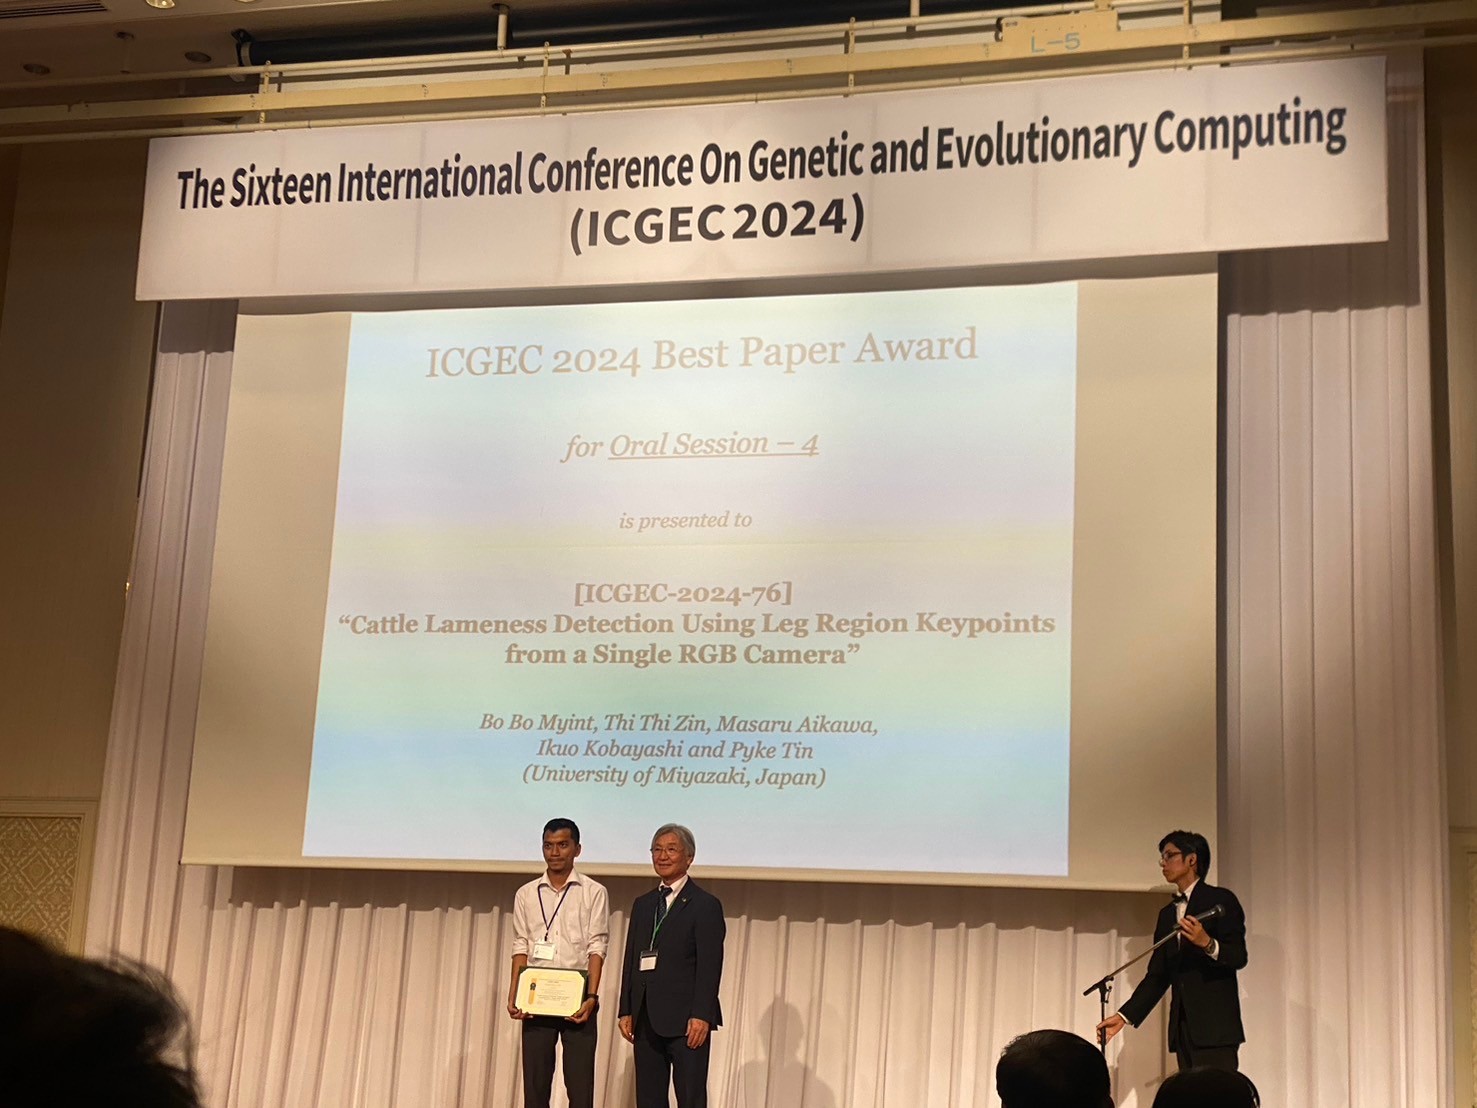 L-5
The Sixteen International Conference On Genetic and Evolutionary Computing
(ICGEC2024)
ICGEC 2024 Best Paper Award
for Oral Session – 4
is presented to
[ICGEC-2024-76]
“Cattle Lameness Detection Using Leg Region Keypoints
from a Single RGB Camera”
Bo Bo Myint, Thi Thi Zin, Masaru Aikawa,
Ikuo Kobayashi and Pyke Tin
(University of Miyazaki, Japan)